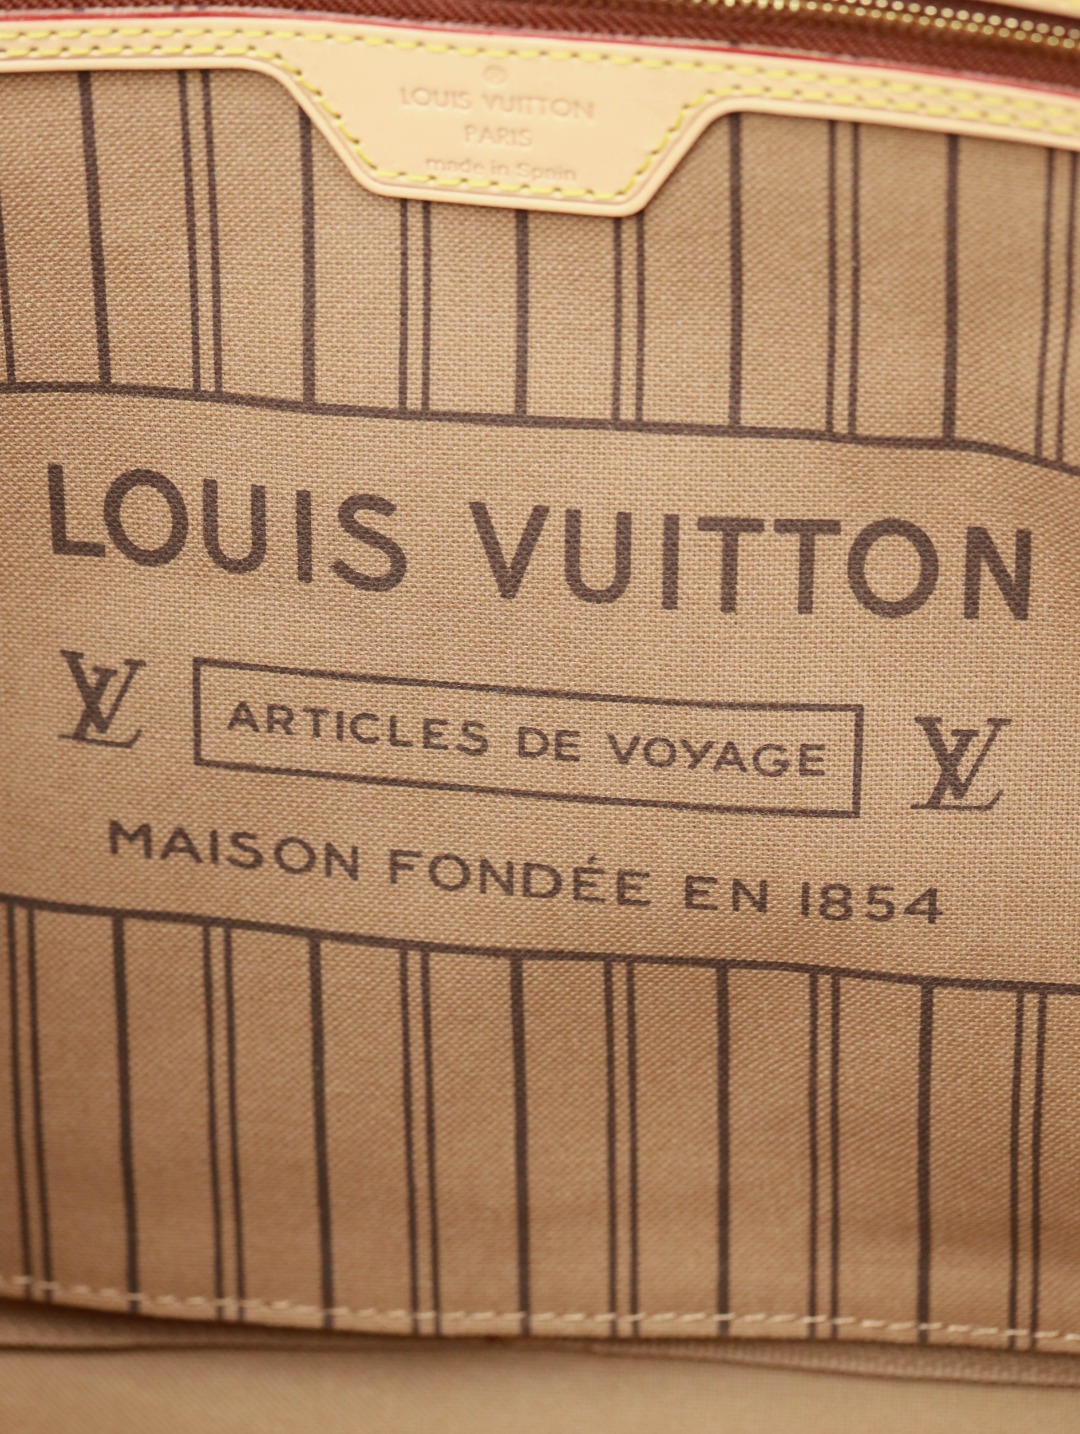 LOUIS VUITTON
PARIS
made in Spain
LOUIS VUITTON
LV ARTICLES DE VOYAGE LV
MAISON FONDÉE EN 1854